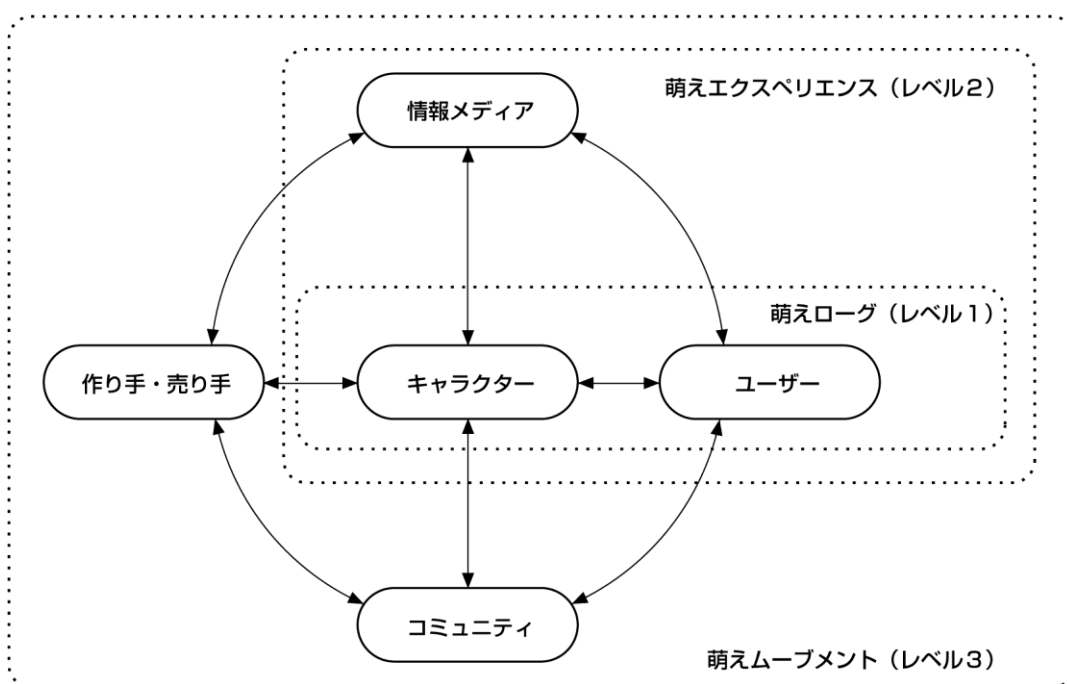 萌えエクスペリエンス（レベル２）
情報メディア
萌えローグ（レベル１）
作り手・売り手
キャラクター
ユーザー
コミュニティ
萌えムーブメント（レベル３）